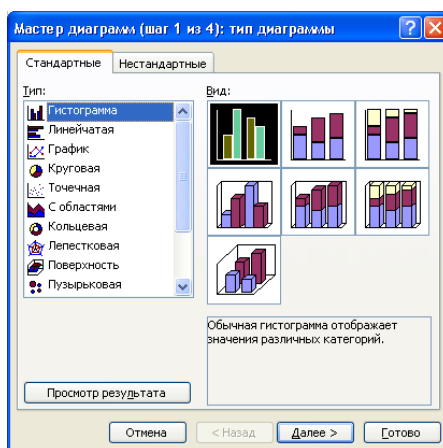 Мастер диаграмм (шаг 1 из 4): тип диаграммы
Стандартные Нестандартные
Тип: Вид:
Гистограмма
Линейчатая
График
Круговая
Точечная
С областями
Кольцевая
Лепестковая
Поверхность
Пузырьковая
Обычная гистограмма отображает
значения различных категорий.
Просмотр результата
Отмена < Назад Далее > Готово